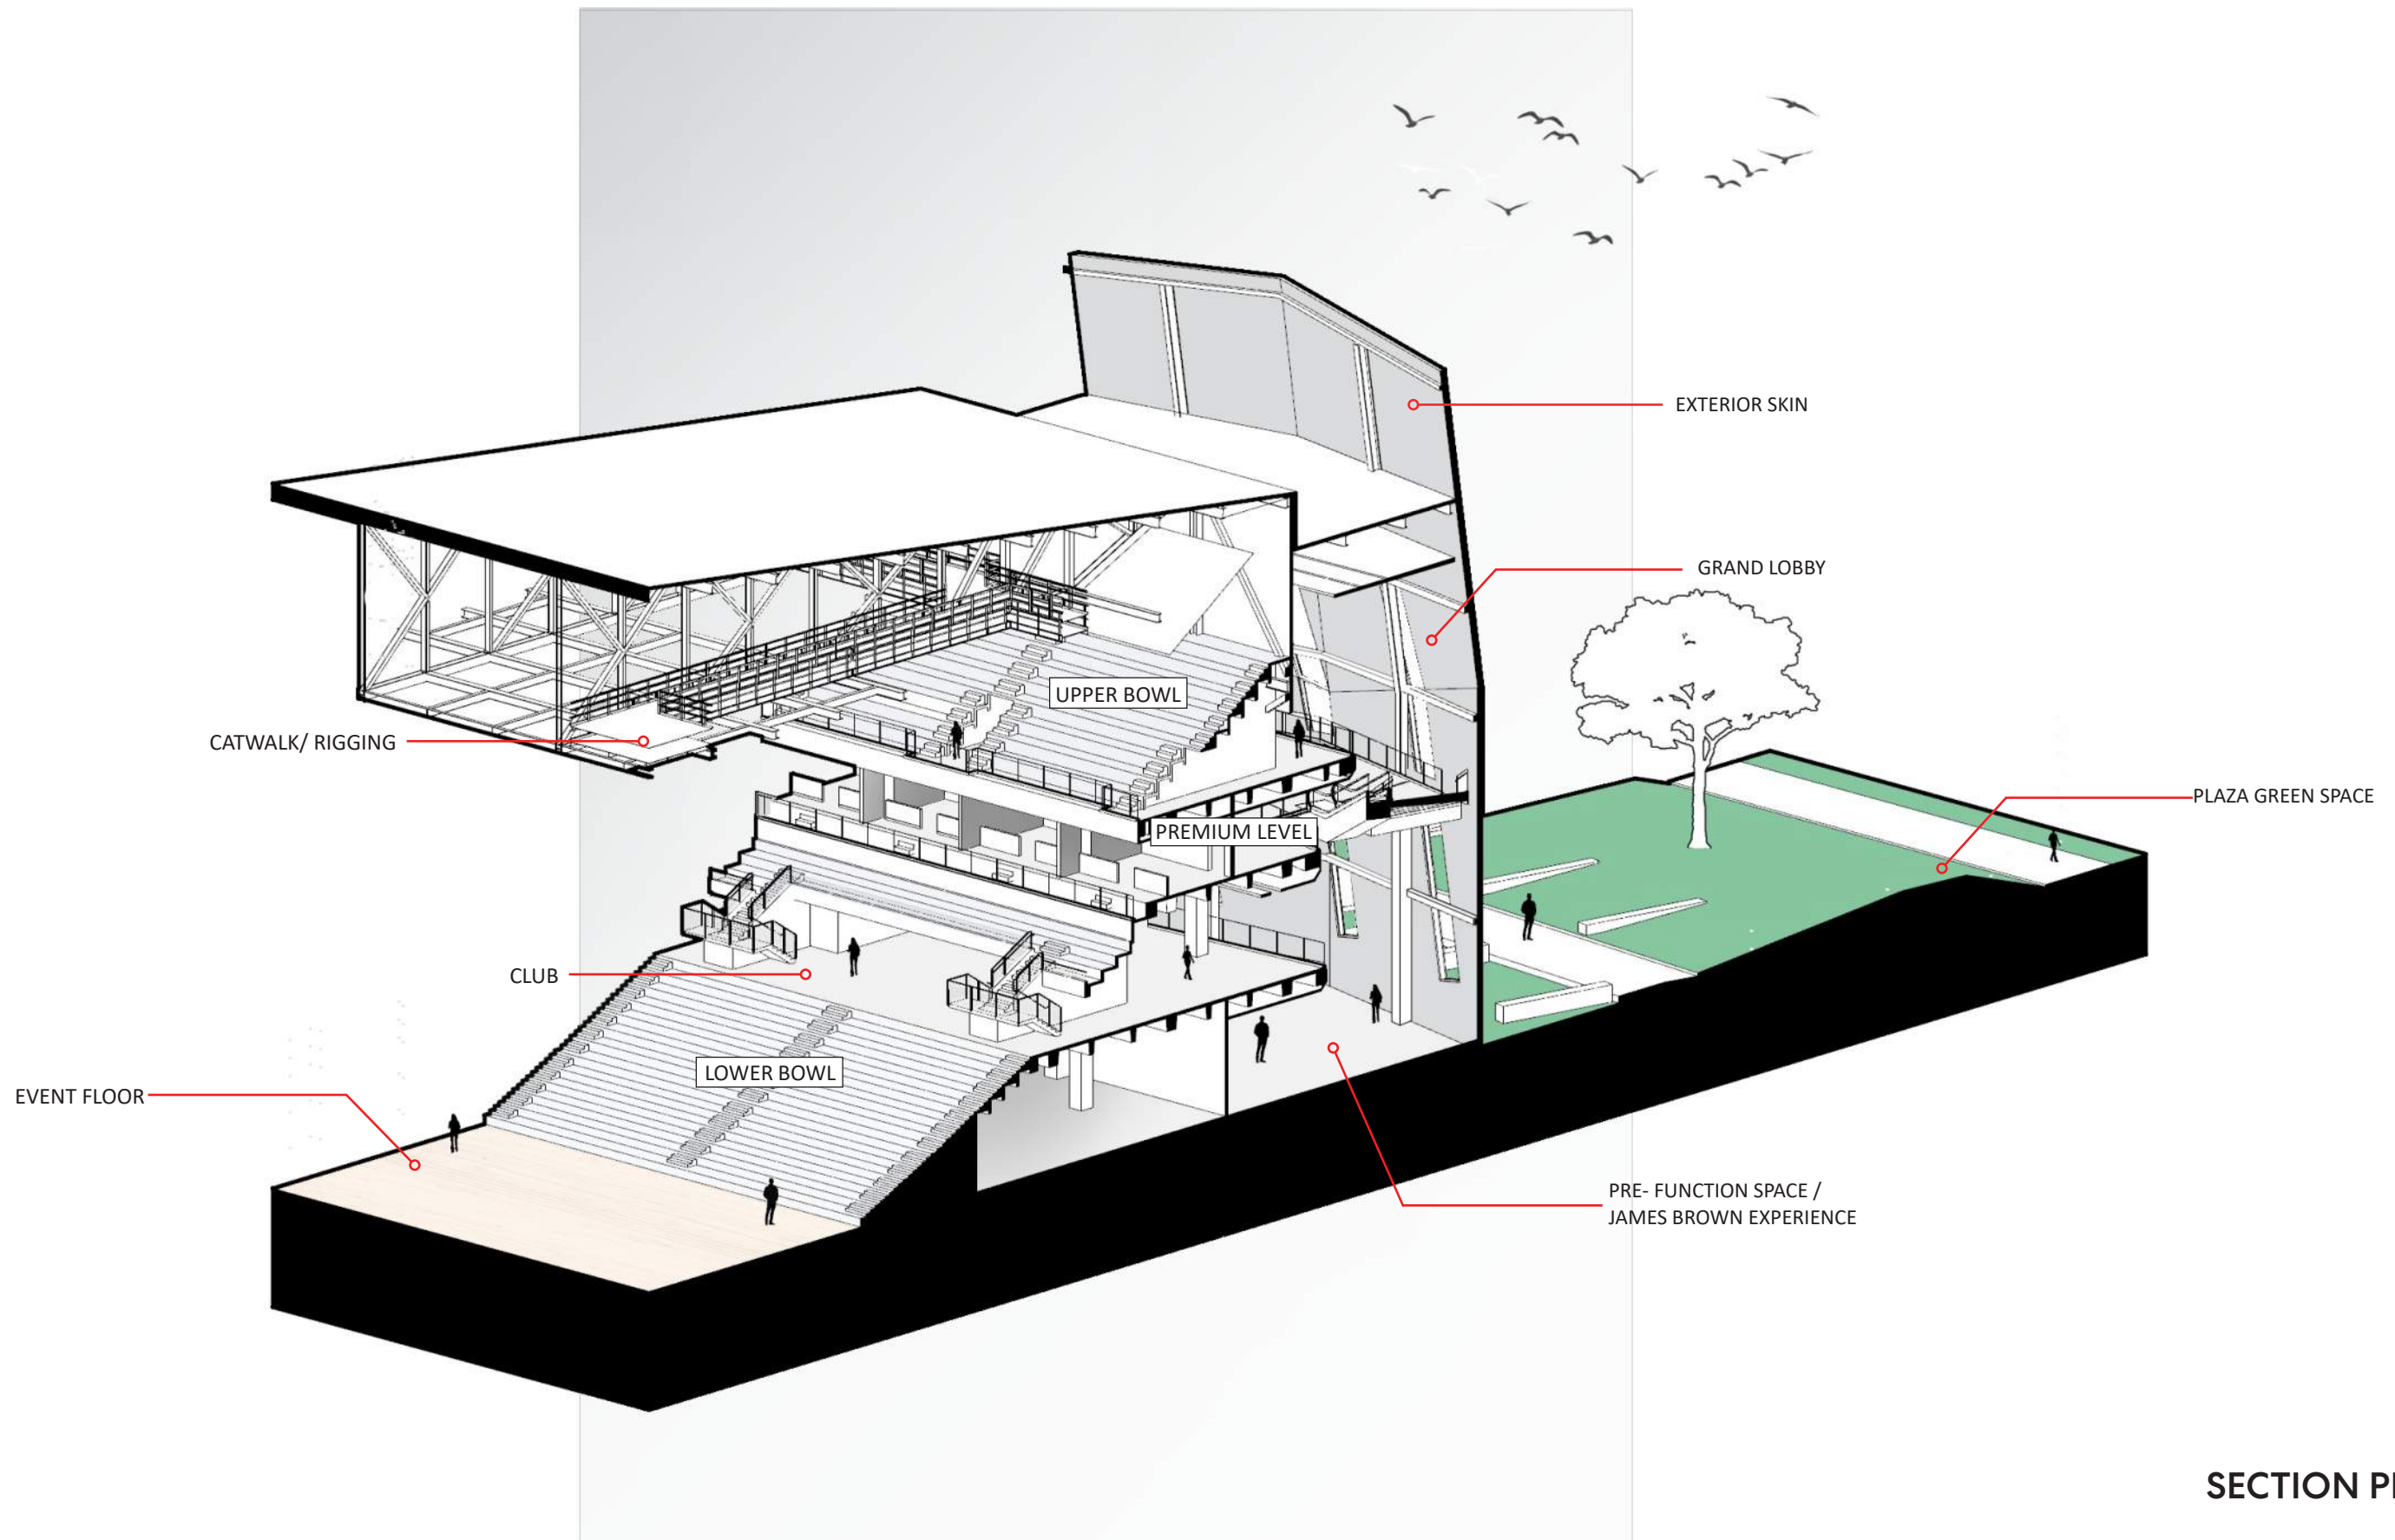 EXTERIOR SKIN
GRAND LOBBY
UPPER BOWL
CATWALK/ RIGGING
PLAZA GREEN SPACE
PREMIUM LEVEL
CLUB
LOWER BOWL
EVENT FLOOR
PRE- FUNCTION SPACE /
JAMES BROWN EXPERIENCE
SECTION